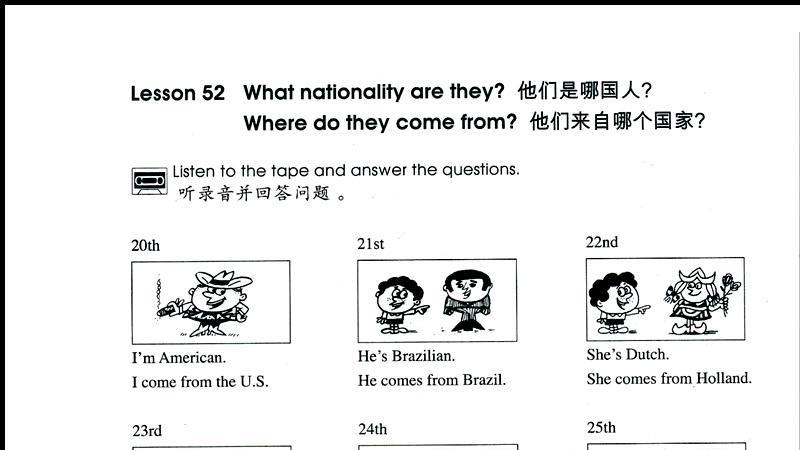 Lesson 52 What nationality are they? 他们是哪国人?
Where do they come from? 他们来自哪个国家?
Listen to the tape and answer the questions.
听录音并回答问题。
20th
21st
22nd
I'm American.
I come from the U.S.
He's Brazilian.
He comes from Brazil.
She's Dutch.
She comes from Holland.
23rd
24th
25th